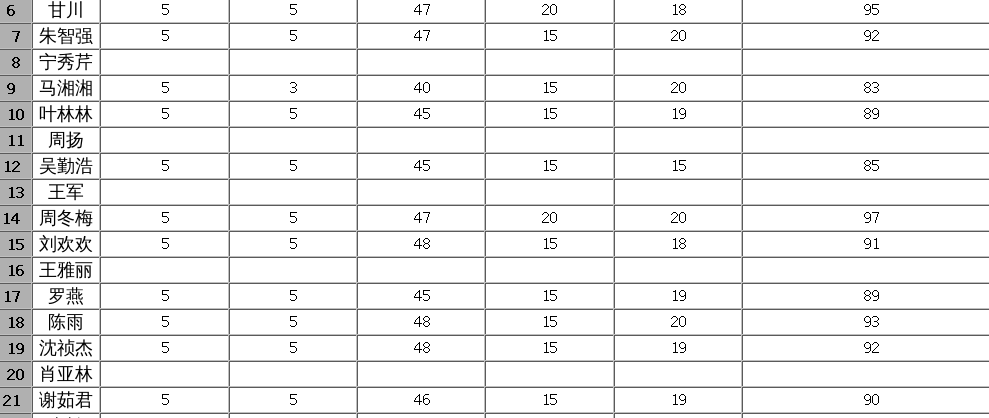 6 甘川 5 5 47 20 18 95
7 朱智强 5 5 47 15 20 92
8 宁秀芹
9 马湘湘 5 3 40 15 20 83
10 叶林林 5 5 45 15 19 89
11 周扬
12 吴勤浩 5 5 45 15 15 85
13 王军
14 周冬梅 5 5 47 20 20 97
15 刘欢欢 5 5 48 15 18 91
16 王雅丽
17 罗燕 5 5 45 15 19 89
18 陈雨 5 5 48 15 20 93
19 沈祯杰 5 5 48 15 19 92
20 肖亚林
21 谢茹君 5 5 46 15 19 90